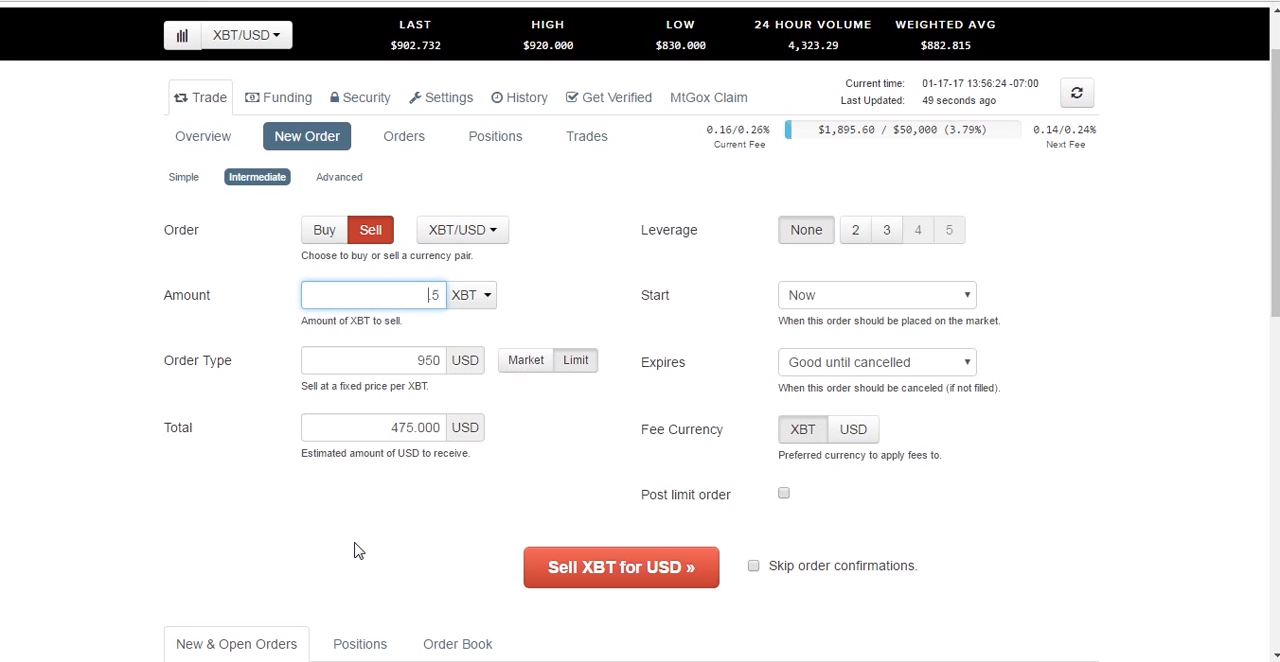 XBT/USD
LAST HIGH LOW 24 HOUR VOLUME WEIGHTED AVG
$902.732 $920.000 $830.000 4,323.29 $882.815
Trade Funding Security Settings History Get Verified MtGox Claim
Current time: 01-17-17 13:56:24 -07:00
Last Updated: 49 seconds ago
Overview New Order Orders Positions Trades
0.16/0.26% $1,895.60 / $50,000 (3.79%) 0.14/0.24%
Current Fee Next Fee
Simple Intermediate Advanced
Order Buy Sell XBT/USD Leverage None 2 3 4 5
Choose to buy or sell a currency pair.
Amount .5 XBT Start Now
Amount of XBT to sell. When this order should be placed on the market.
Order Type 950 USD Market Limit Expires Good until cancelled
Sell at a fixed price per XBT. When this order should be canceled (if not filled).
Total 475.000 USD Fee Currency XBT USD
Estimated amount of USD to receive. Preferred currency to apply fees to.
Post limit order
Sell XBT for USD » Skip order confirmations.
New & Open Orders Positions Order Book